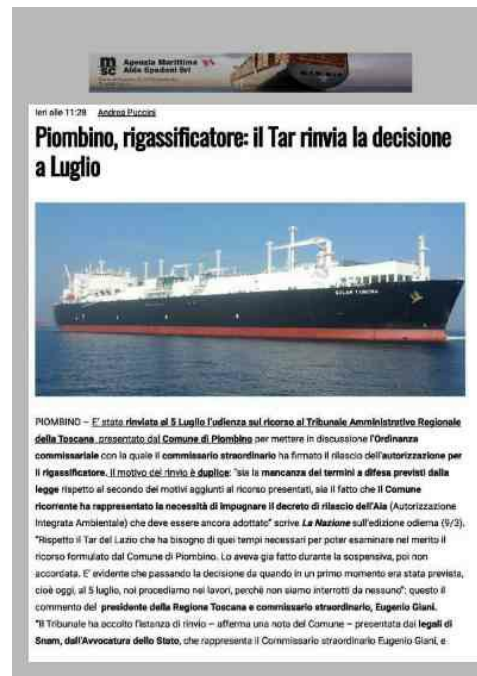 msc
Agenzia Marittima
Aldo Spadoni Srl
Ieri alle 11:28 Andrea Puccini
Piombino, rigassificatore: il Tar rinvia la decisione
a Luglio
PIOMBINO – E' stata rinviata al 5 Luglio l'udienza sul ricorso al Tribunale Amministrativo Regionale
della Toscana, presentato dal Comune di Piombino per mettere in discussione l'Ordinanza
commissariale con la quale il commissario straordinario ha firmato il rilascio dell'autorizzazione per
il rigassificatore. Il motivo del rinvio è duplice: "sia la mancanza dei termini a difesa previsti dalla
legge rispetto al secondo dei motivi aggiunti al ricorso presentati, sia il fatto che il Comune
ricorrente ha rappresentato la necessità di impugnare il decreto di rilascio dell'Aia (Autorizzazione
Integrata Ambientale) che deve essere ancora adottato" scrive La Nazione sull'edizione odierna (9/3).
"Rispetto il Tar del Lazio che ha bisogno di quei tempi necessari per poter esaminare nel merito il
ricorso formulato dal Comune di Piombino. Lo aveva gia fatto durante la sospensiva, poi non
accordata. E' evidente che passando la decisione da quando in un primo momento era stata prevista,
cioè oggi, al 5 luglio, noi procediamo nei lavori, perchè non siamo interrotti da nessuno": questo il
commento del presidente della Regione Toscana e commissario straordinario, Eugenio Giani.
"Il Tribunale ha accolto l'istanza di rinvio – afferma una nota del Comune – presentata dai legali di
Snam, dall'Avvocatura dello Stato, che rappresenta il Commissario straordinario Eugenio Giani, e